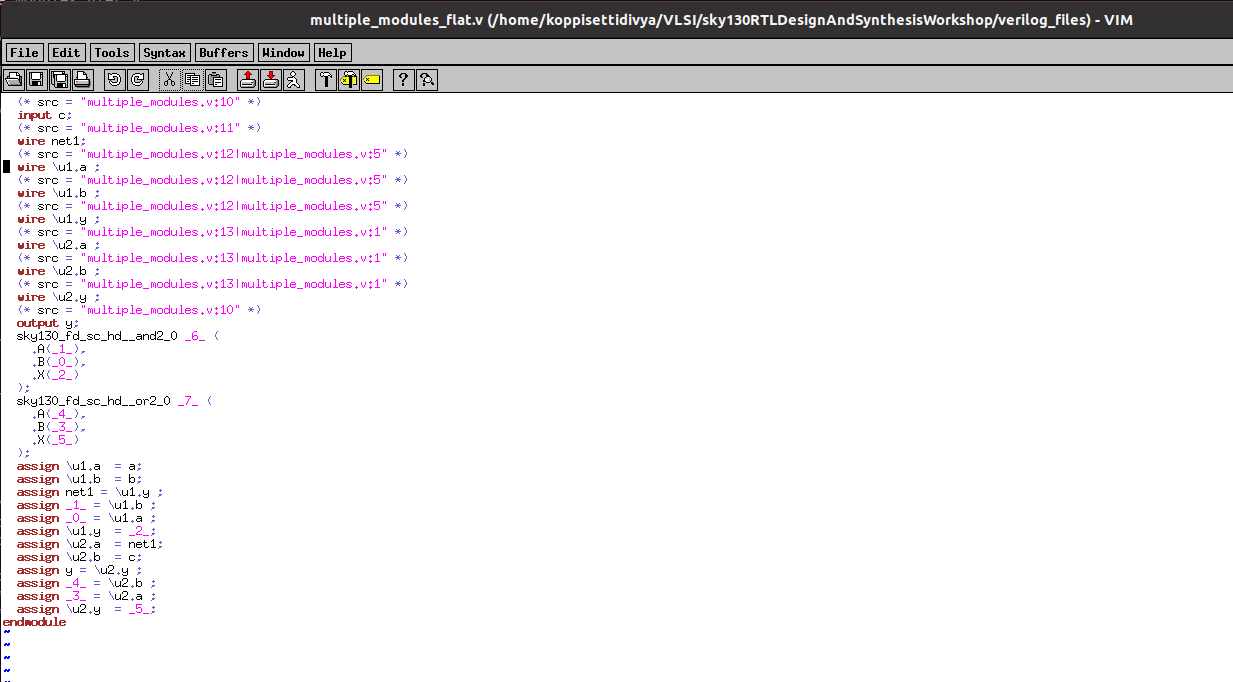 multiple_modules_flat.v (/home/koppisettidivya/VLSI/sky130RTLDesignAndSynthesisWorkshop/verilog_files) - VIM
File Edit Tools Syntax Buffers Window Help
(* src = "multiple_modules.v:10" *)
input c;
(* src = "multiple_modules.v:11" *)
wire net1;
(* src = "multiple_modules.v:12|multiple_modules.v:5" *)
wire \u1.a ;
(* src = "multiple_modules.v:12|multiple_modules.v:5" *)
wire \u1.b ;
(* src = "multiple_modules.v:12|multiple_modules.v:5" *)
wire \u1.y ;
(* src = "multiple_modules.v:13|multiple_modules.v:1" *)
wire \u2.a ;
(* src = "multiple_modules.v:13|multiple_modules.v:1" *)
wire \u2.b ;
(* src = "multiple_modules.v:13|multiple_modules.v:1" *)
wire \u2.y ;
(* src = "multiple_modules.v:10" *)
output y;
sky130_fd_sc_hd__and2_0 _6_ (
.A(_1_),
.B(_0_),
.X(_2_)
);
sky130_fd_sc_hd__or2_0 _7_ (
.A(_4_),
.B(_3_),
.X(_5_)
);
assign \u1.a  = a;
assign \u1.b  = b;
assign net1 = \u1.y ;
assign _1_ = \u1.b ;
assign _0_ = \u1.a ;
assign \u1.y  = _2_;
assign \u2.a  = net1;
assign \u2.b  = c;
assign y = \u2.y ;
assign _4_ = \u2.b ;
assign _3_ = \u2.a ;
assign \u2.y  = _5_;
endmodule
~
~
~
~